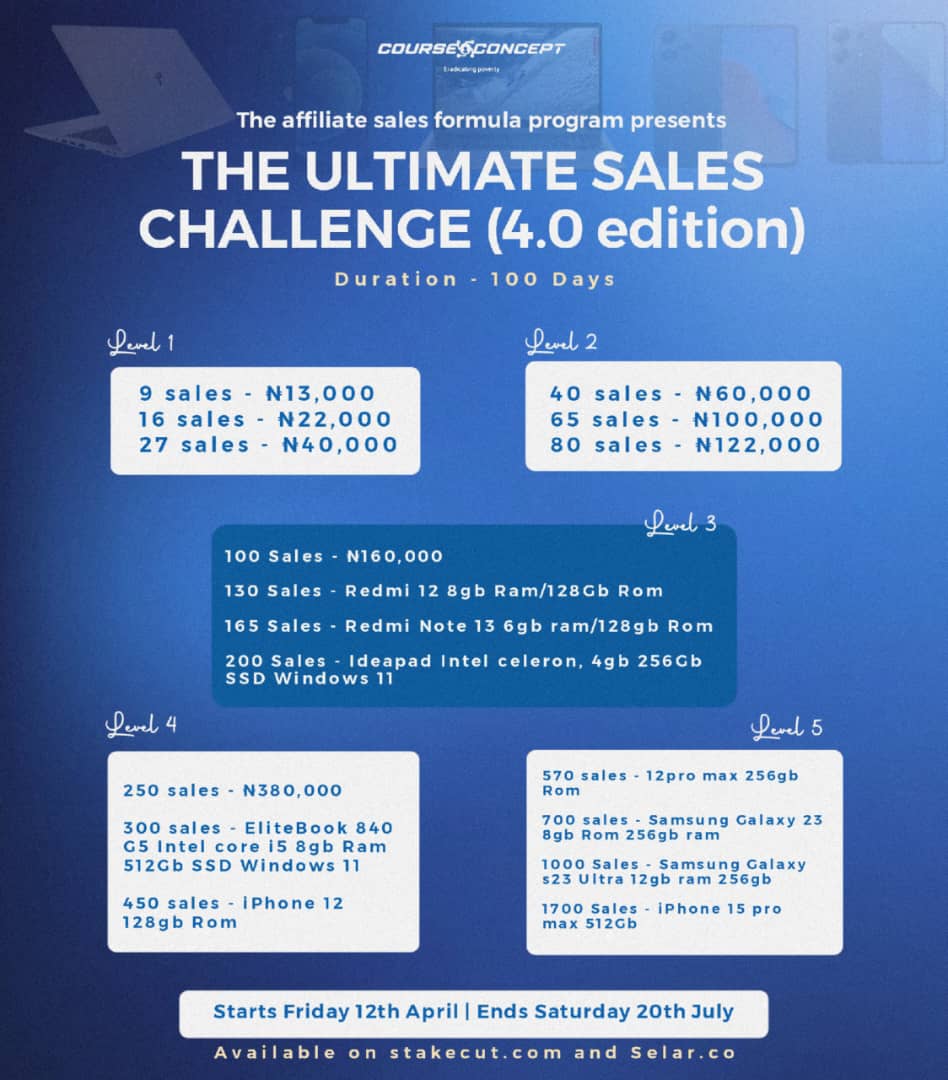 COURSE CONCEPT
Eradicating poverty
The affiliate sales formula program presents
THE ULTIMATE SALES
CHALLENGE (4.0 edition)
Duration - 100 Days
Level 1
9 sales - ₦13,000
16 sales - ₦22,000
27 sales - ₦40,000
Level 2
40 sales - ₦60,000
65 sales - ₦100,000
80 sales - ₦122,000
Level 3
100 Sales - ₦160,000
130 Sales - Redmi 12 8gb Ram/128Gb Rom
165 Sales - Redmi Note 13 6gb ram/128gb Rom
200 Sales - Ideapad Intel celeron, 4gb 256Gb
SSD Windows 11
Level 4
250 sales - ₦380,000
300 sales - EliteBook 840
G5 Intel core i5 8gb Ram
512Gb SSD Windows 11
450 sales - iPhone 12
128gb Rom
Level 5
570 sales - 12pro max 256gb
Rom
700 sales - Samsung Galaxy 23
8gb Rom 256gb ram
1000 Sales - Samsung Galaxy
s23 Ultra 12gb ram 256gb
1700 Sales - iPhone 15 pro
max 512Gb
Starts Friday 12th April | Ends Saturday 20th July
Available on stakecut.com and Selar.co